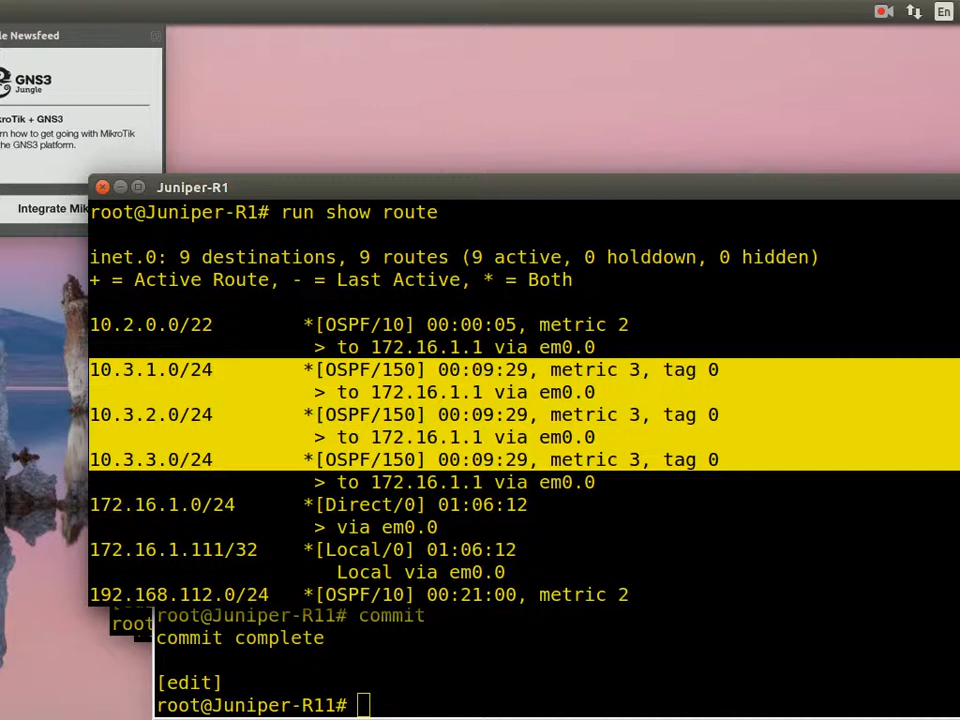 En
le Newsfeed
GNS3
Jungle
kroTik + GNS3
rn how to get going with MikroTik
the GNS3 platform.
Integrate Mik
Juniper-R1
root@Juniper-R1# run show route
inet.0: 9 destinations, 9 routes (9 active, 0 holddown, 0 hidden)
+ = Active Route, - = Last Active, * = Both
10.2.0.0/22 *[OSPF/10] 00:00:05, metric 2
> to 172.16.1.1 via em0.0
10.3.1.0/24 *[OSPF/150] 00:09:29, metric 3, tag 0
> to 172.16.1.1 via em0.0
10.3.2.0/24 *[OSPF/150] 00:09:29, metric 3, tag 0
> to 172.16.1.1 via em0.0
10.3.3.0/24 *[OSPF/150] 00:09:29, metric 3, tag 0
> to 172.16.1.1 via em0.0
172.16.1.0/24 *[Direct/0] 01:06:12
> via em0.0
172.16.1.111/32 *[Local/0] 01:06:12
Local via em0.0
192.168.112.0/24 *[OSPF/10] 00:21:00, metric 2
root
root@Juniper-R11# commit
commit complete
[edit]
root@Juniper-R11#